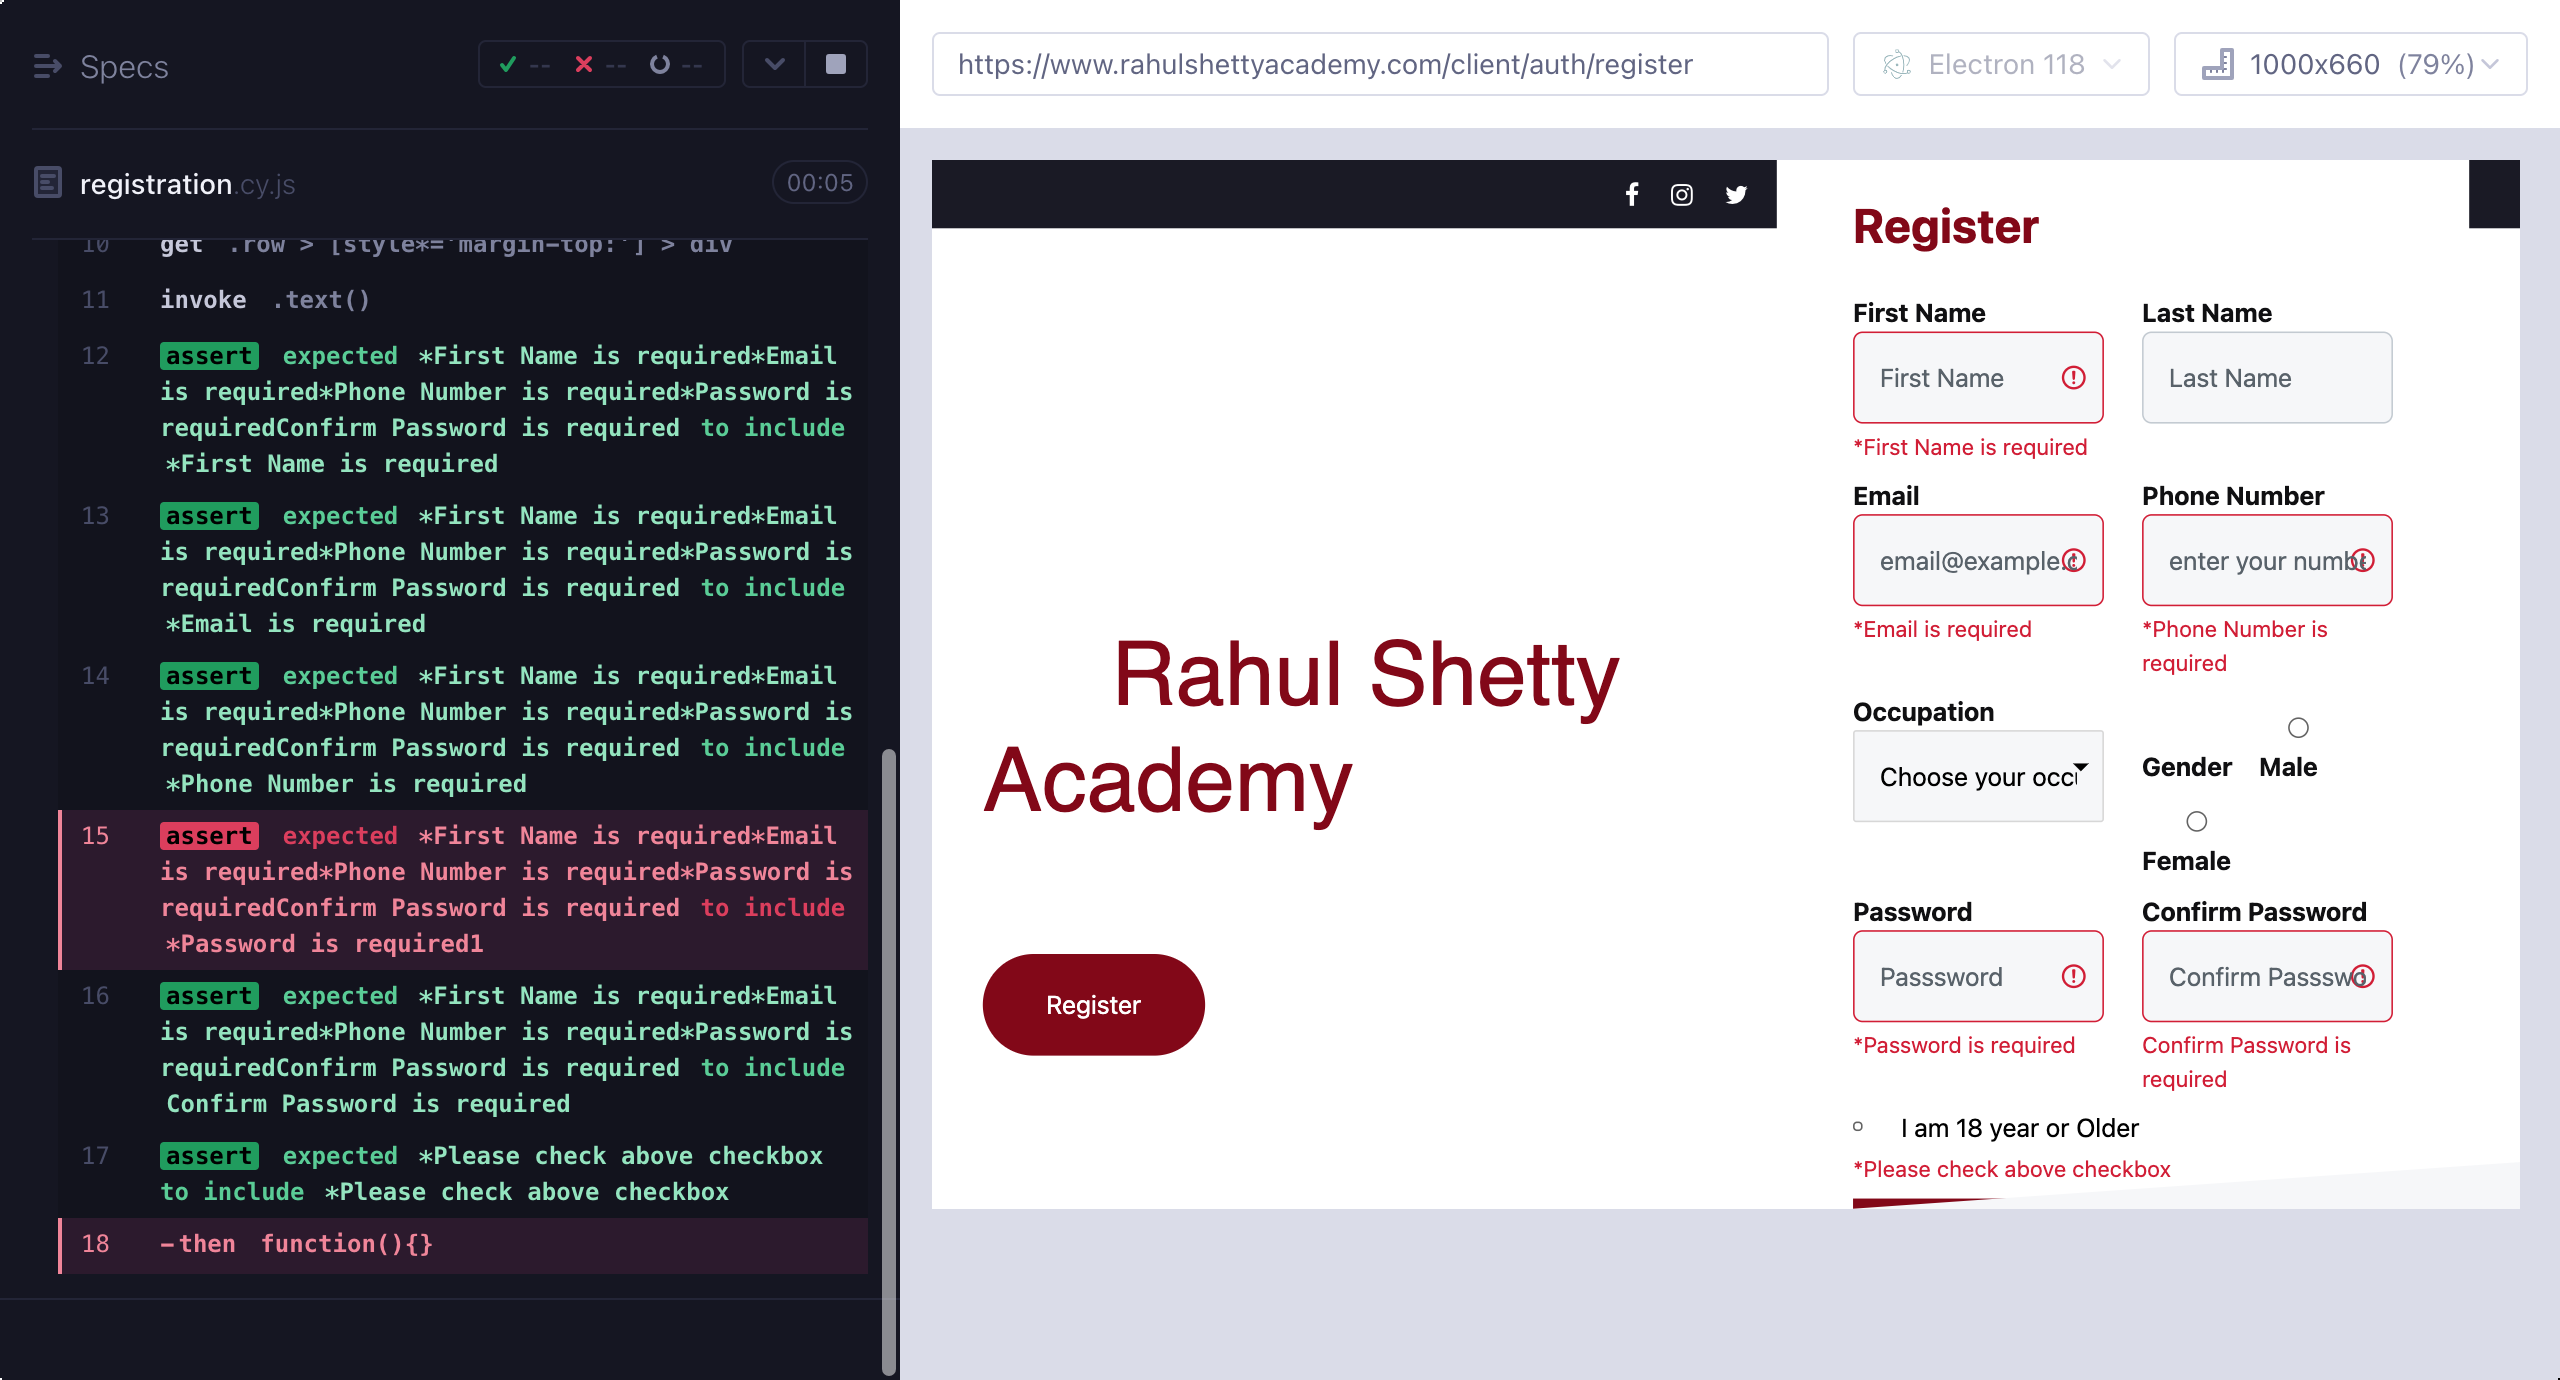 Specs
-- -- --
registration.cy.js
00:05
10 get .row > [style*='margin-top:'] > div
11 invoke .text()
12 assert expected *First Name is required*Email
is required*Phone Number is required*Password is
requiredConfirm Password is required to include
*First Name is required
13 assert expected *First Name is required*Email
is required*Phone Number is required*Password is
requiredConfirm Password is required to include
*Email is required
14 assert expected *First Name is required*Email
is required*Phone Number is required*Password is
requiredConfirm Password is required to include
*Phone Number is required
15 assert expected *First Name is required*Email
is required*Phone Number is required*Password is
requiredConfirm Password is required to include
*Password is required1
16 assert expected *First Name is required*Email
is required*Phone Number is required*Password is
requiredConfirm Password is required to include
Confirm Password is required
17 assert expected *Please check above checkbox
to include *Please check above checkbox
18 -then function(){}
https://www.rahulshettyacademy.com/client/auth/register
Electron 118
1000x660 (79%)
Rahul Shetty
Academy
Register
Register
First Name
Last Name
First Name
Last Name
*First Name is required
Email
Phone Number
email@example.c
enter your numbe
*Email is required
*Phone Number is
required
Occupation
Choose your occu
Gender Male
Female
Password
Confirm Password
Passsword
Confirm Passswo
*Password is required
Confirm Password is
required
I am 18 year or Older
*Please check above checkbox